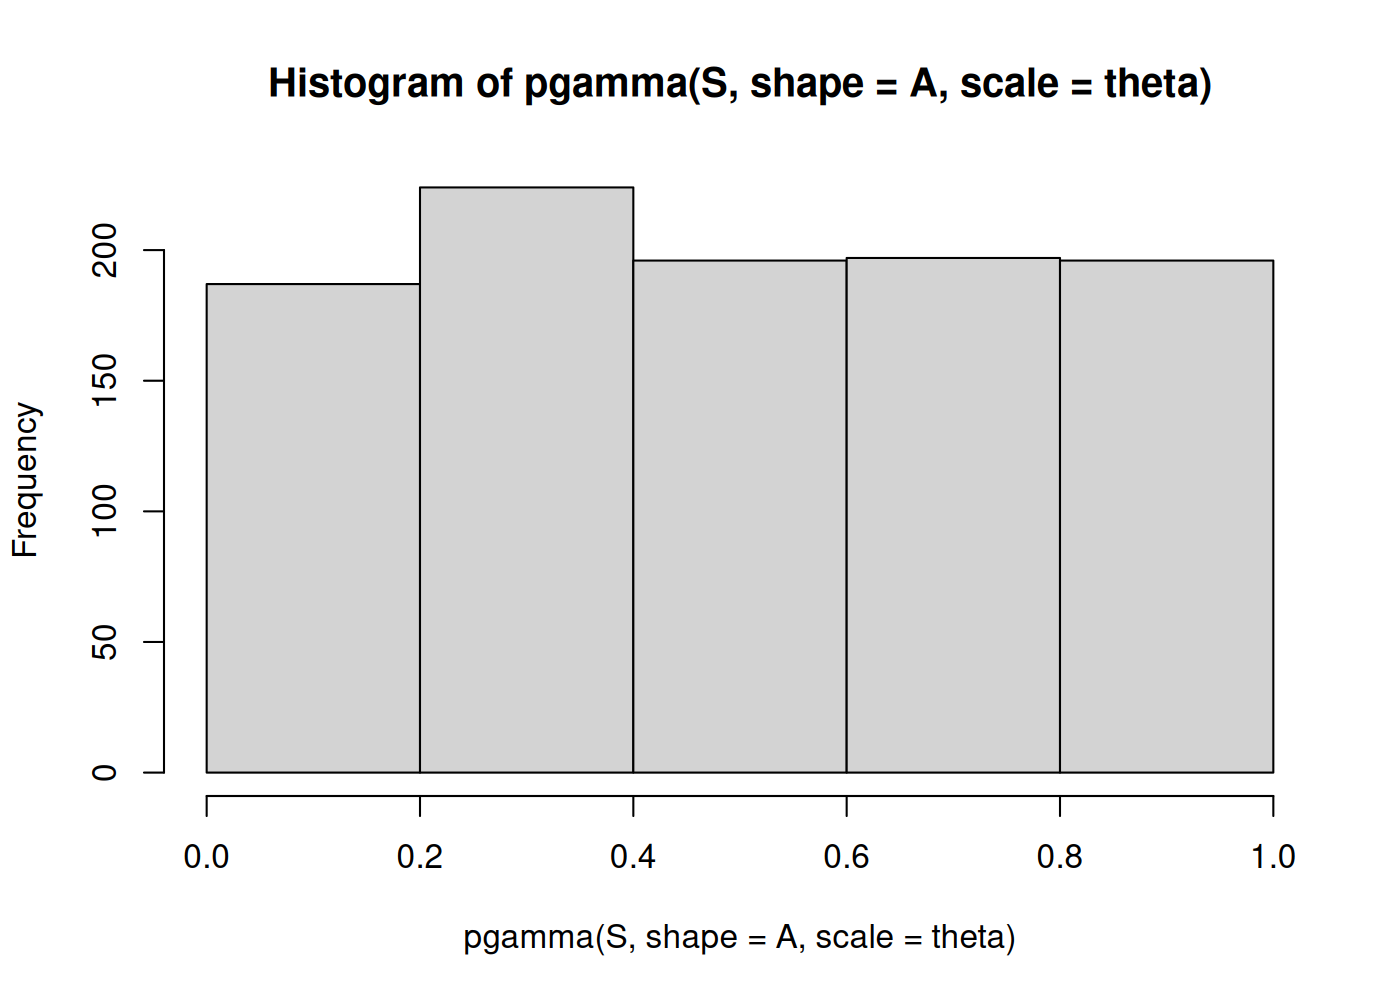 Histogram of pgamma(S, shape = A, scale = theta)
200
150
100
50
0
Frequency
0.0 0.2 0.4 0.6 0.8 1.0
pgamma(S, shape = A, scale = theta)